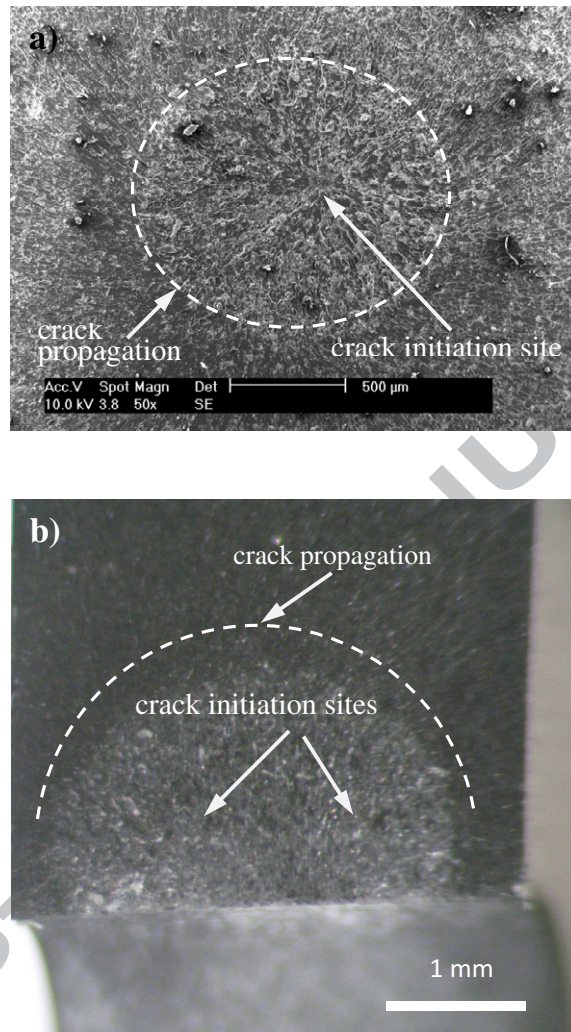 a)
crack
propagation
crack initiation site
Acc.V Spot Magn Det 500 µm
10.0 kV 3.8 50x SE
b)
crack propagation
crack initiation sites
1 mm